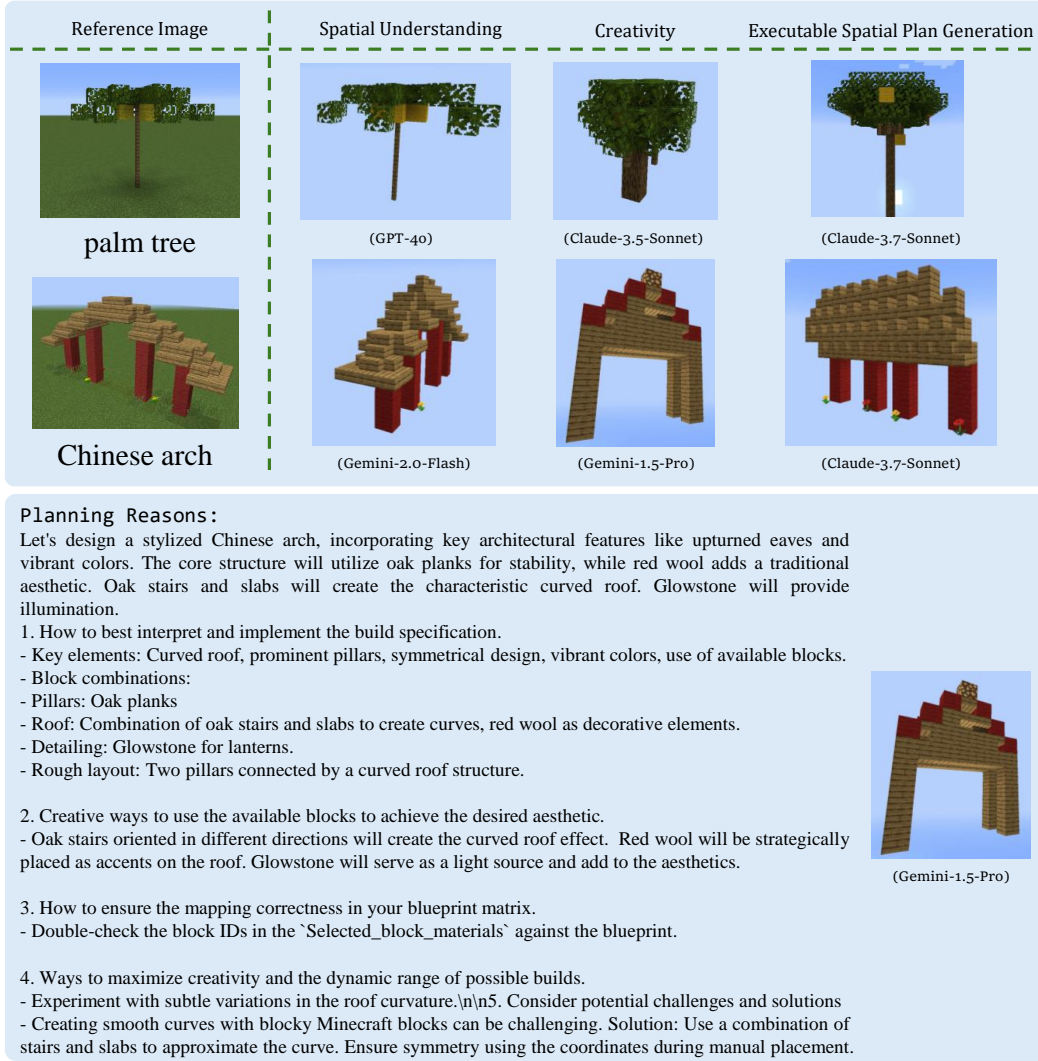 Reference Image
Spatial Understanding
Creativity
Executable Spatial Plan Generation
palm tree
(GPT-4o)
(Claude-3.5-Sonnet)
(Claude-3.7-Sonnet)
Chinese arch
(Gemini-2.0-Flash)
(Gemini-1.5-Pro)
(Claude-3.7-Sonnet)
Planning Reasons:
Let's design a stylized Chinese arch, incorporating key architectural features like upturned eaves and
vibrant colors. The core structure will utilize oak planks for stability, while red wool adds a traditional
aesthetic. Oak stairs and slabs will create the characteristic curved roof. Glowstone will provide
illumination.
1. How to best interpret and implement the build specification.
- Key elements: Curved roof, prominent pillars, symmetrical design, vibrant colors, use of available blocks.
- Block combinations:
- Pillars: Oak planks
- Roof: Combination of oak stairs and slabs to create curves, red wool as decorative elements.
- Detailing: Glowstone for lanterns.
- Rough layout: Two pillars connected by a curved roof structure.
2. Creative ways to use the available blocks to achieve the desired aesthetic.
- Oak stairs oriented in different directions will create the curved roof effect. Red wool will be strategically
placed as accents on the roof. Glowstone will serve as a light source and add to the aesthetics.
3. How to ensure the mapping correctness in your blueprint matrix.
- Double-check the block IDs in the `Selected_block_materials` against the blueprint.
4. Ways to maximize creativity and the dynamic range of possible builds.
- Experiment with subtle variations in the roof curvature.\n\n5. Consider potential challenges and solutions
- Creating smooth curves with blocky Minecraft blocks can be challenging. Solution: Use a combination of
stairs and slabs to approximate the curve. Ensure symmetry using the coordinates during manual placement.
(Gemini-1.5-Pro)